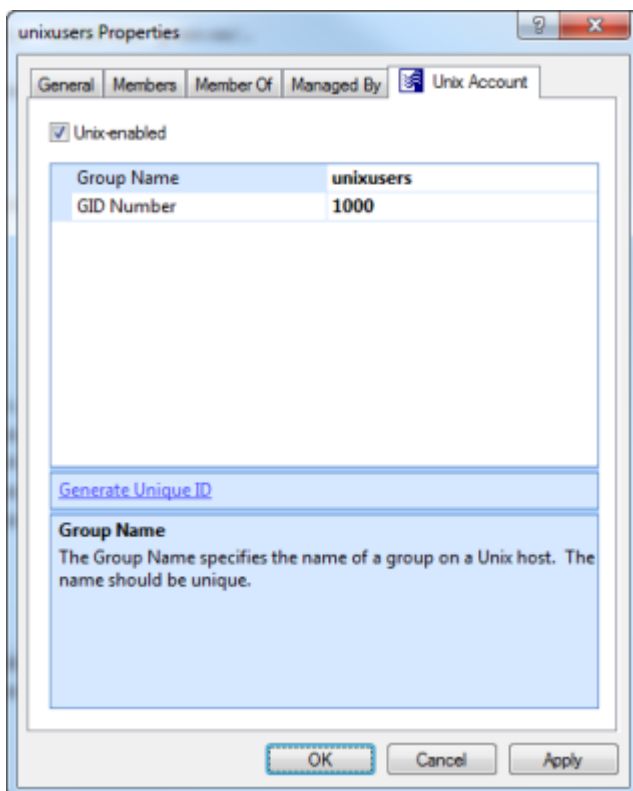 unixusers Properties
General Members Member Of Managed By Unix Account
Unix-enabled
Group Name unixusers
GID Number 1000
Generate Unique ID
Group Name
The Group Name specifies the name of a group on a Unix host. The
name should be unique.
OK Cancel Apply